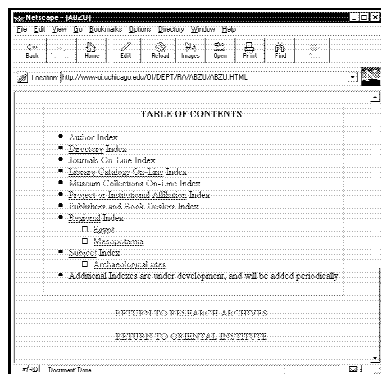 Netscape - [ABZU]
File Edit View Go Bookmarks Options Directory Window Help
Back Home Edit Reload Images Open Print Find
Location: http://www-oi.uchicago.edu/OI/DEPT/RA/ABZU/ABZU.HTML
TABLE OF CONTENTS
Author Index
Directory Index
Journals On-Line Index
Library Catalogs On-Line Index
Museum Collections On-Line Index
Project or Institutional Affiliation Index
Publishers and Book Dealers Index
Regional Index
Egypt
Mesopotamia
Subject Index
Archaeological sites
Additional Indexes are under development, and will be added periodically
RETURN TO RESEARCH ARCHIVES
RETURN TO ORIENTAL INSTITUTE
Document: Done